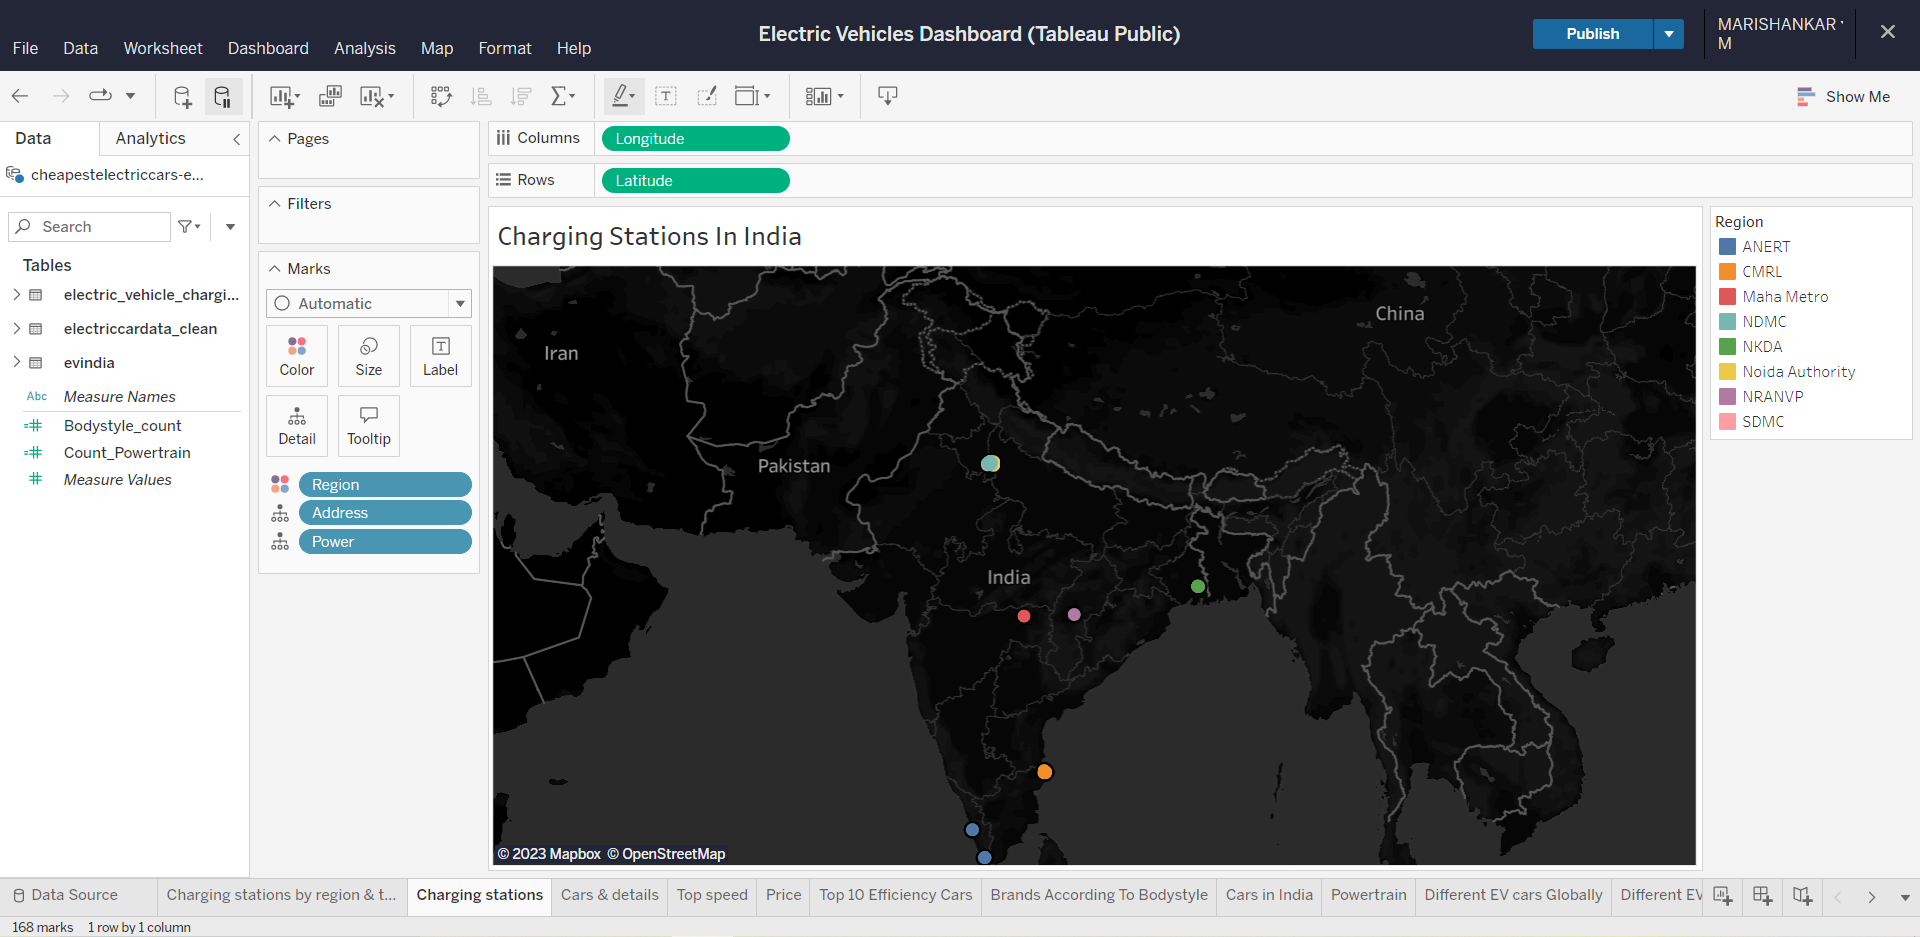 Electric Vehicles Dashboard (Tableau Public)
File Data Worksheet Dashboard Analysis Map Format Help
Publish
MARISHANKAR
M
Show Me
Data Analytics
cheapestelectriccars-e...
Search
Tables
electric_vehicle_chargi...
electriccardata_clean
evindia
Abc Measure Names
Bodystyle_count
Count_Powertrain
Measure Values
Pages
Filters
Marks
Automatic
Color Size Label
Detail Tooltip
Region
Address
Power
Columns Longitude
Rows Latitude
Charging Stations In India
Iran
China
Pakistan
India
© 2023 Mapbox © OpenStreetMap
Region
ANERT
CMRL
Maha Metro
NDMC
NKDA
Noida Authority
NRANVP
SDMC
Data Source Charging stations by region & t... Charging stations Cars & details Top speed Price Top 10 Efficiency Cars Brands According To Bodystyle Cars in India Powertrain Different EV cars Globally Different EV
168 marks 1 row by 1 column